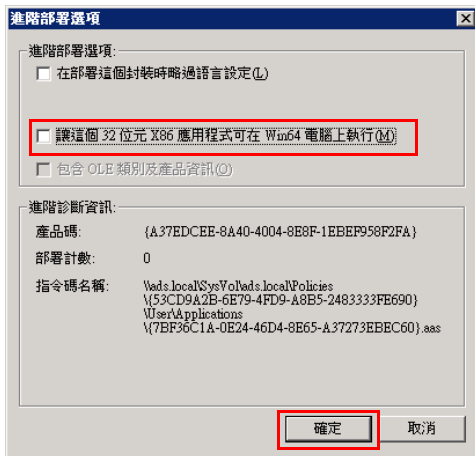 進階部署選項
進階部署選項:
在部署這個封裝時略過語言設定(L)
讓這個 32 位元 X86 應用程式可在 Win64 電腦上執行(M)
包含 OLE 類別及產品資訊(O)
進階診斷資訊:
產品碼: {A37EDCEE-8A40-4004-8E8F-1EBEF958F2FA}
部署計數: 0
指令碼名稱: \\ads.local\SysVol\ads.local\Policies
\{53CD9A2B-6E79-4FD9-A8B5-2483333FE690}
\User\Applications
\{7BF36C1A-0E24-46D4-8E65-A37273EBEC60}.aas
確定 取消